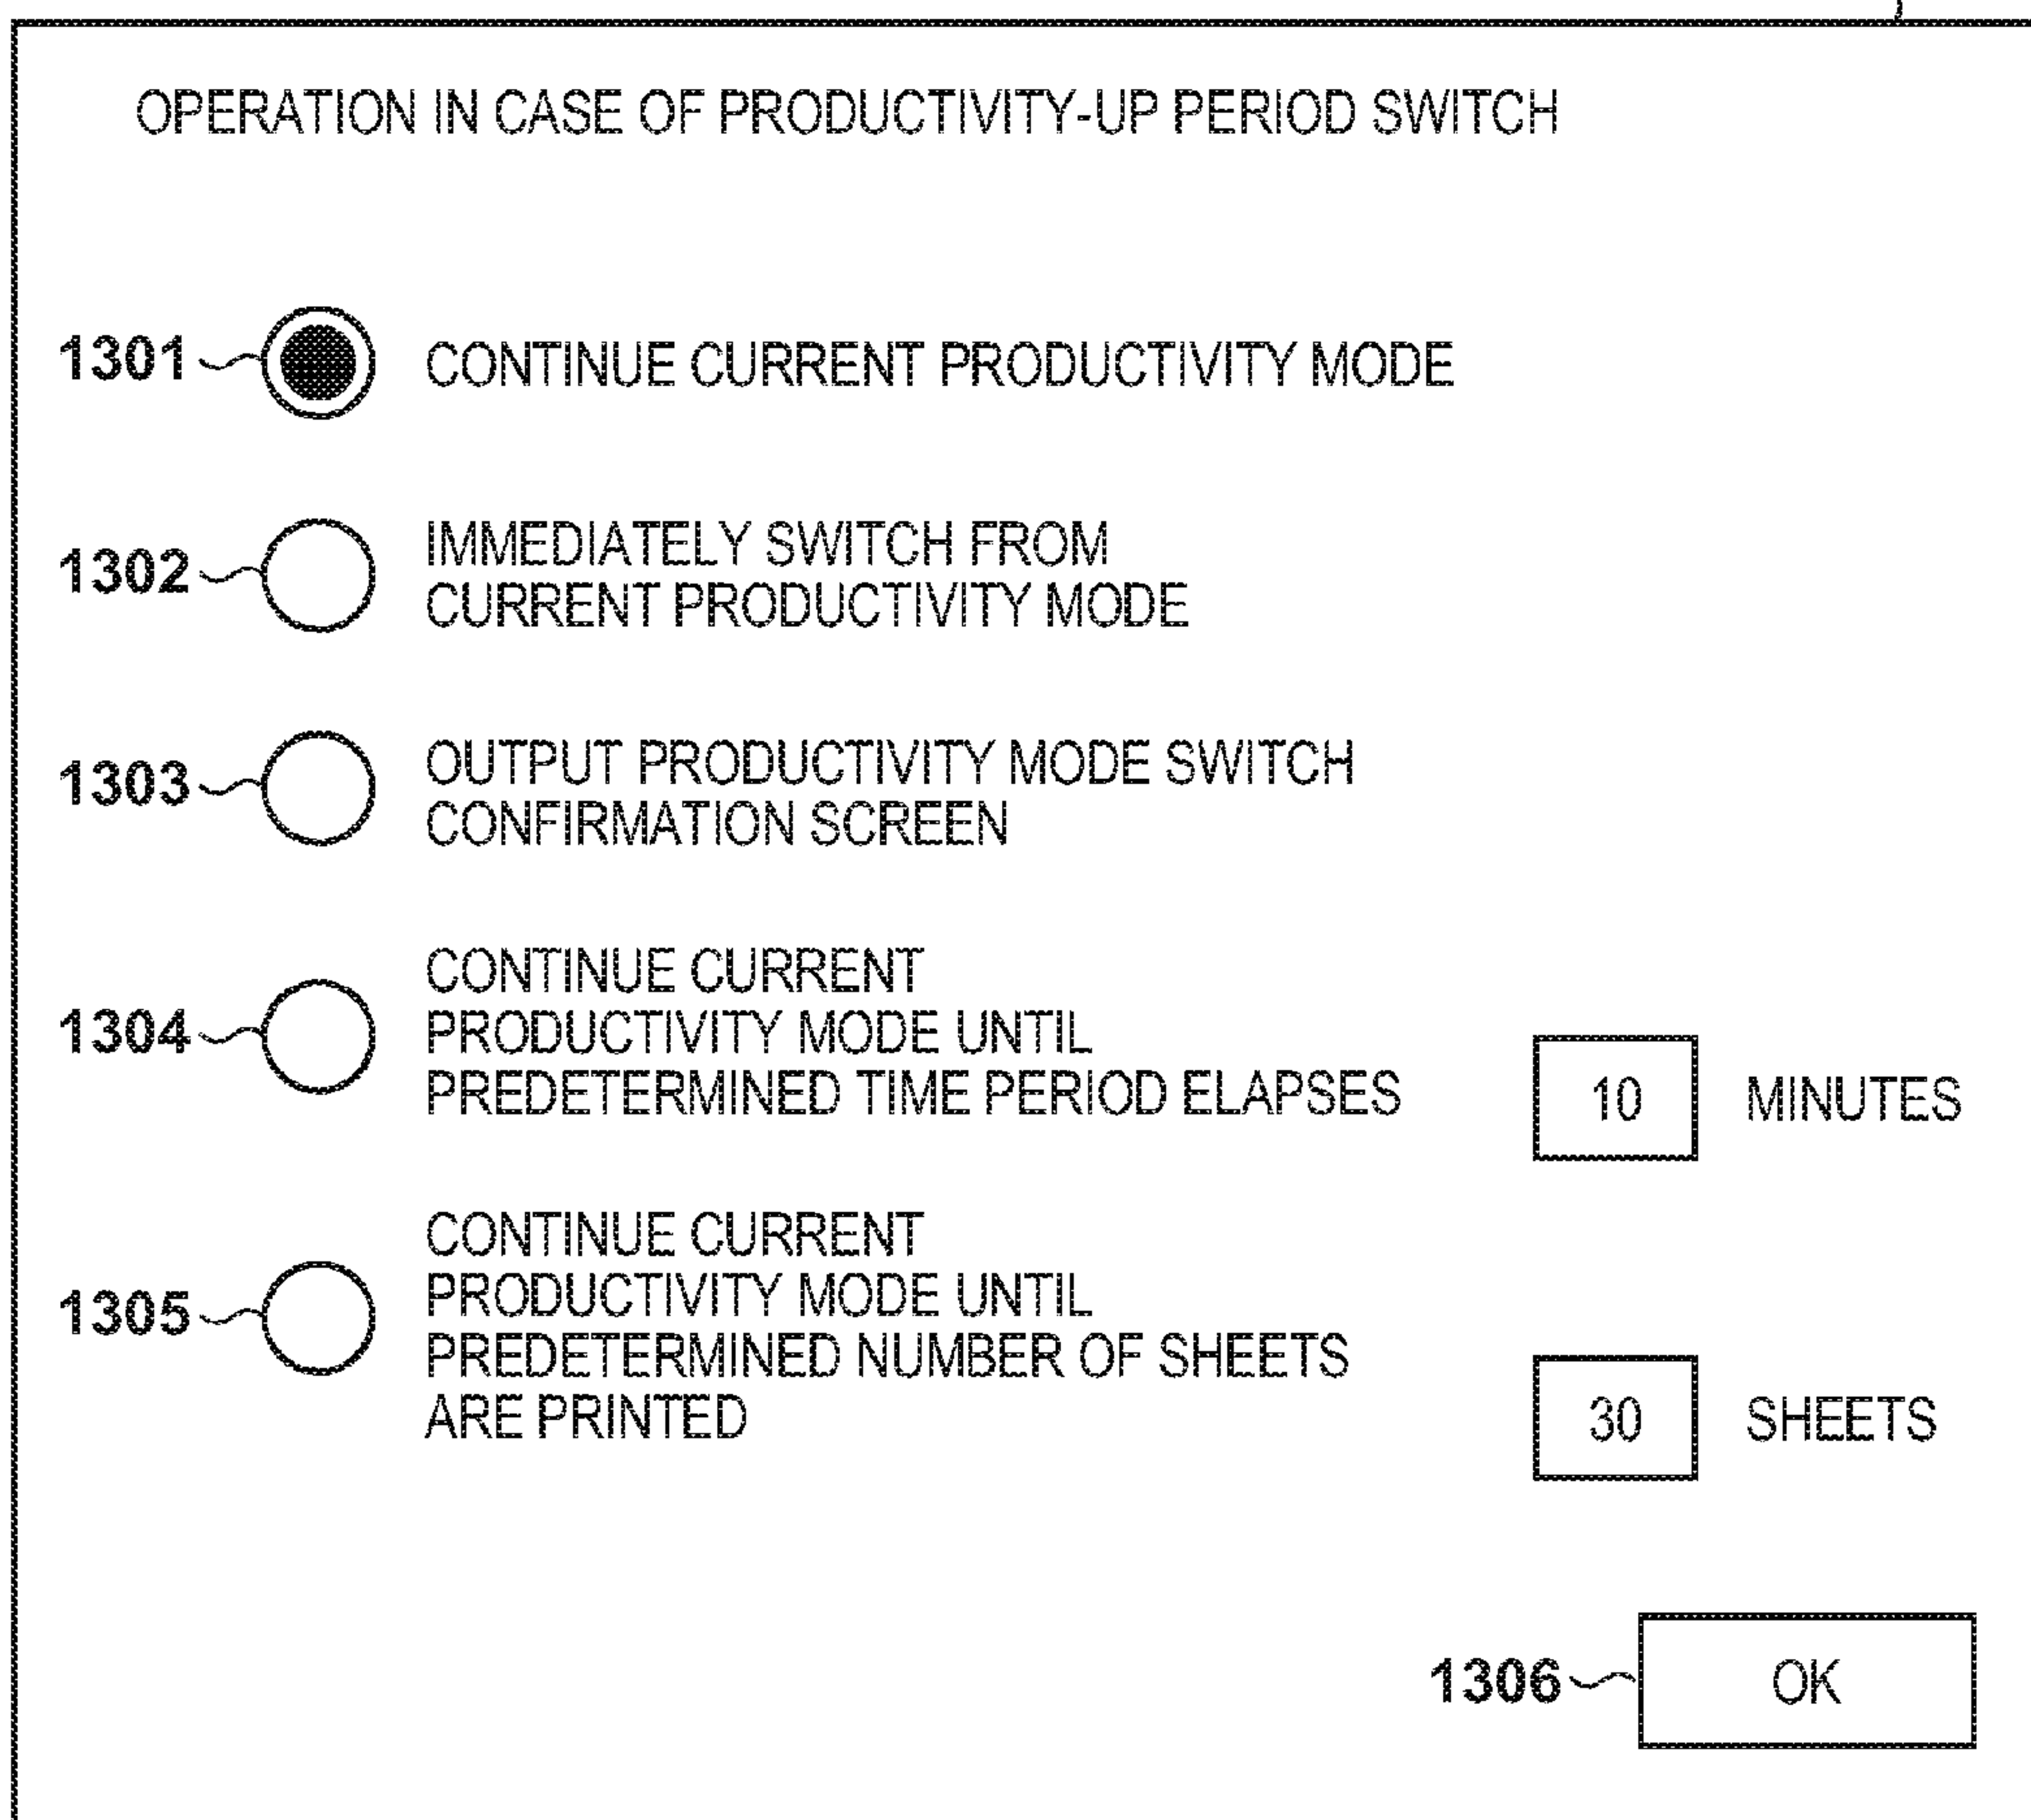 OPERATION IN CASE OF PRODUCTIVITY-UP PERIOD SWITCH
1301 CONTINUE CURRENT PRODUCTIVITY MODE
1302 IMMEDIATELY SWITCH FROM
CURRENT PRODUCTIVITY MODE
1303 OUTPUT PRODUCTIVITY MODE SWITCH
CONFIRMATION SCREEN
1304 CONTINUE CURRENT
PRODUCTIVITY MODE UNTIL
PREDETERMINED TIME PERIOD ELAPSES 10 MINUTES
1305 CONTINUE CURRENT
PRODUCTIVITY MODE UNTIL
PREDETERMINED NUMBER OF SHEETS
ARE PRINTED 30 SHEETS
1306 OK